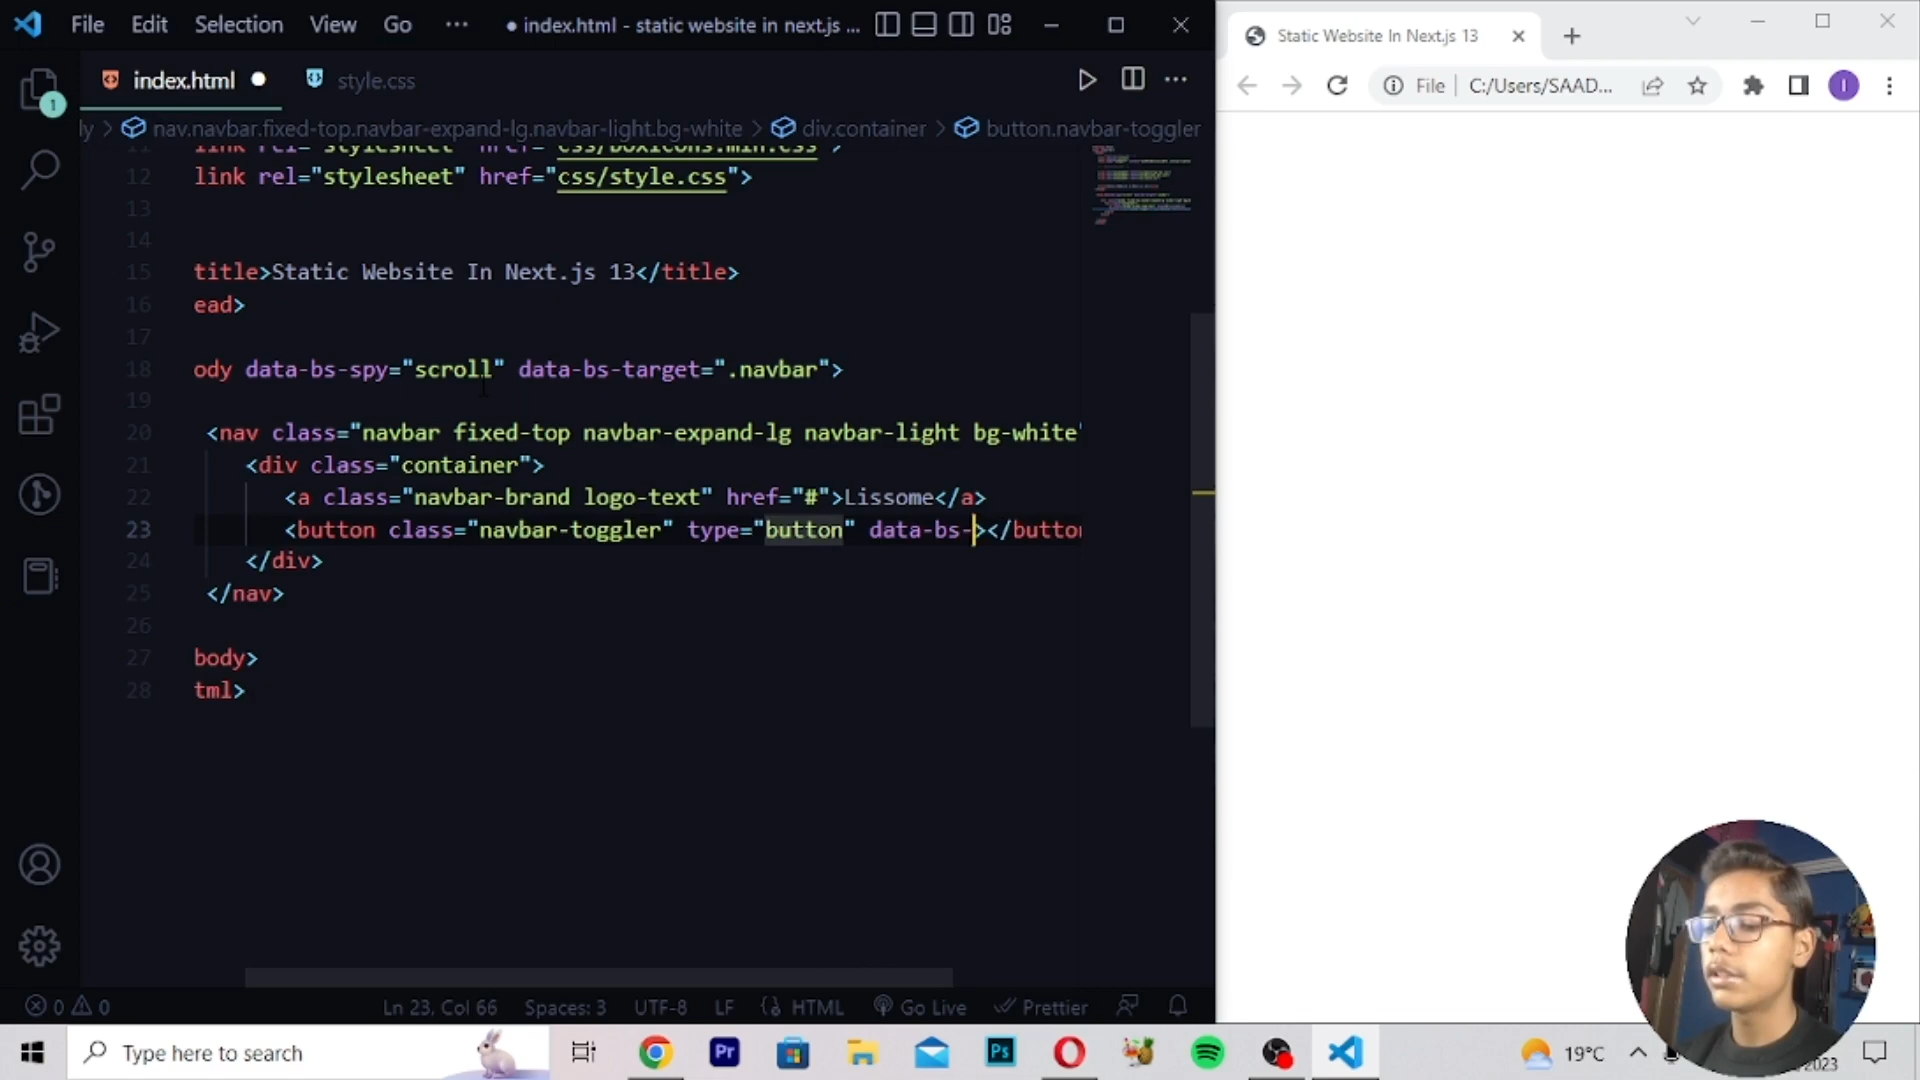 File Edit Selection View Go ··· ● index.html - static website in next.js ...
Static Website In Next.js 13
index.html ● style.css
File C:/Users/SAAD... I
nav.navbar.fixed-top.navbar-expand-lg.navbar-light.bg-white > div.container > button.navbar-toggler
12 link rel="stylesheet" href="css/style.css">
13
14
15 title>Static Website In Next.js 13</title>
16 ead>
17
18 ody data-bs-spy="scroll" data-bs-target=".navbar">
19
20 <nav class="navbar fixed-top navbar-expand-lg navbar-light bg-white"
21 <div class="container">
22 <a class="navbar-brand logo-text" href="#">Lissome</a>
23 <button class="navbar-toggler" type="button" data-bs-></button
24 </div>
25 </nav>
26
27 body>
28 tml>
0 0 Ln 23, Col 66 Spaces: 3 UTF-8 LF {} HTML Go Live Prettier
Type here to search Pr Ps 19°C